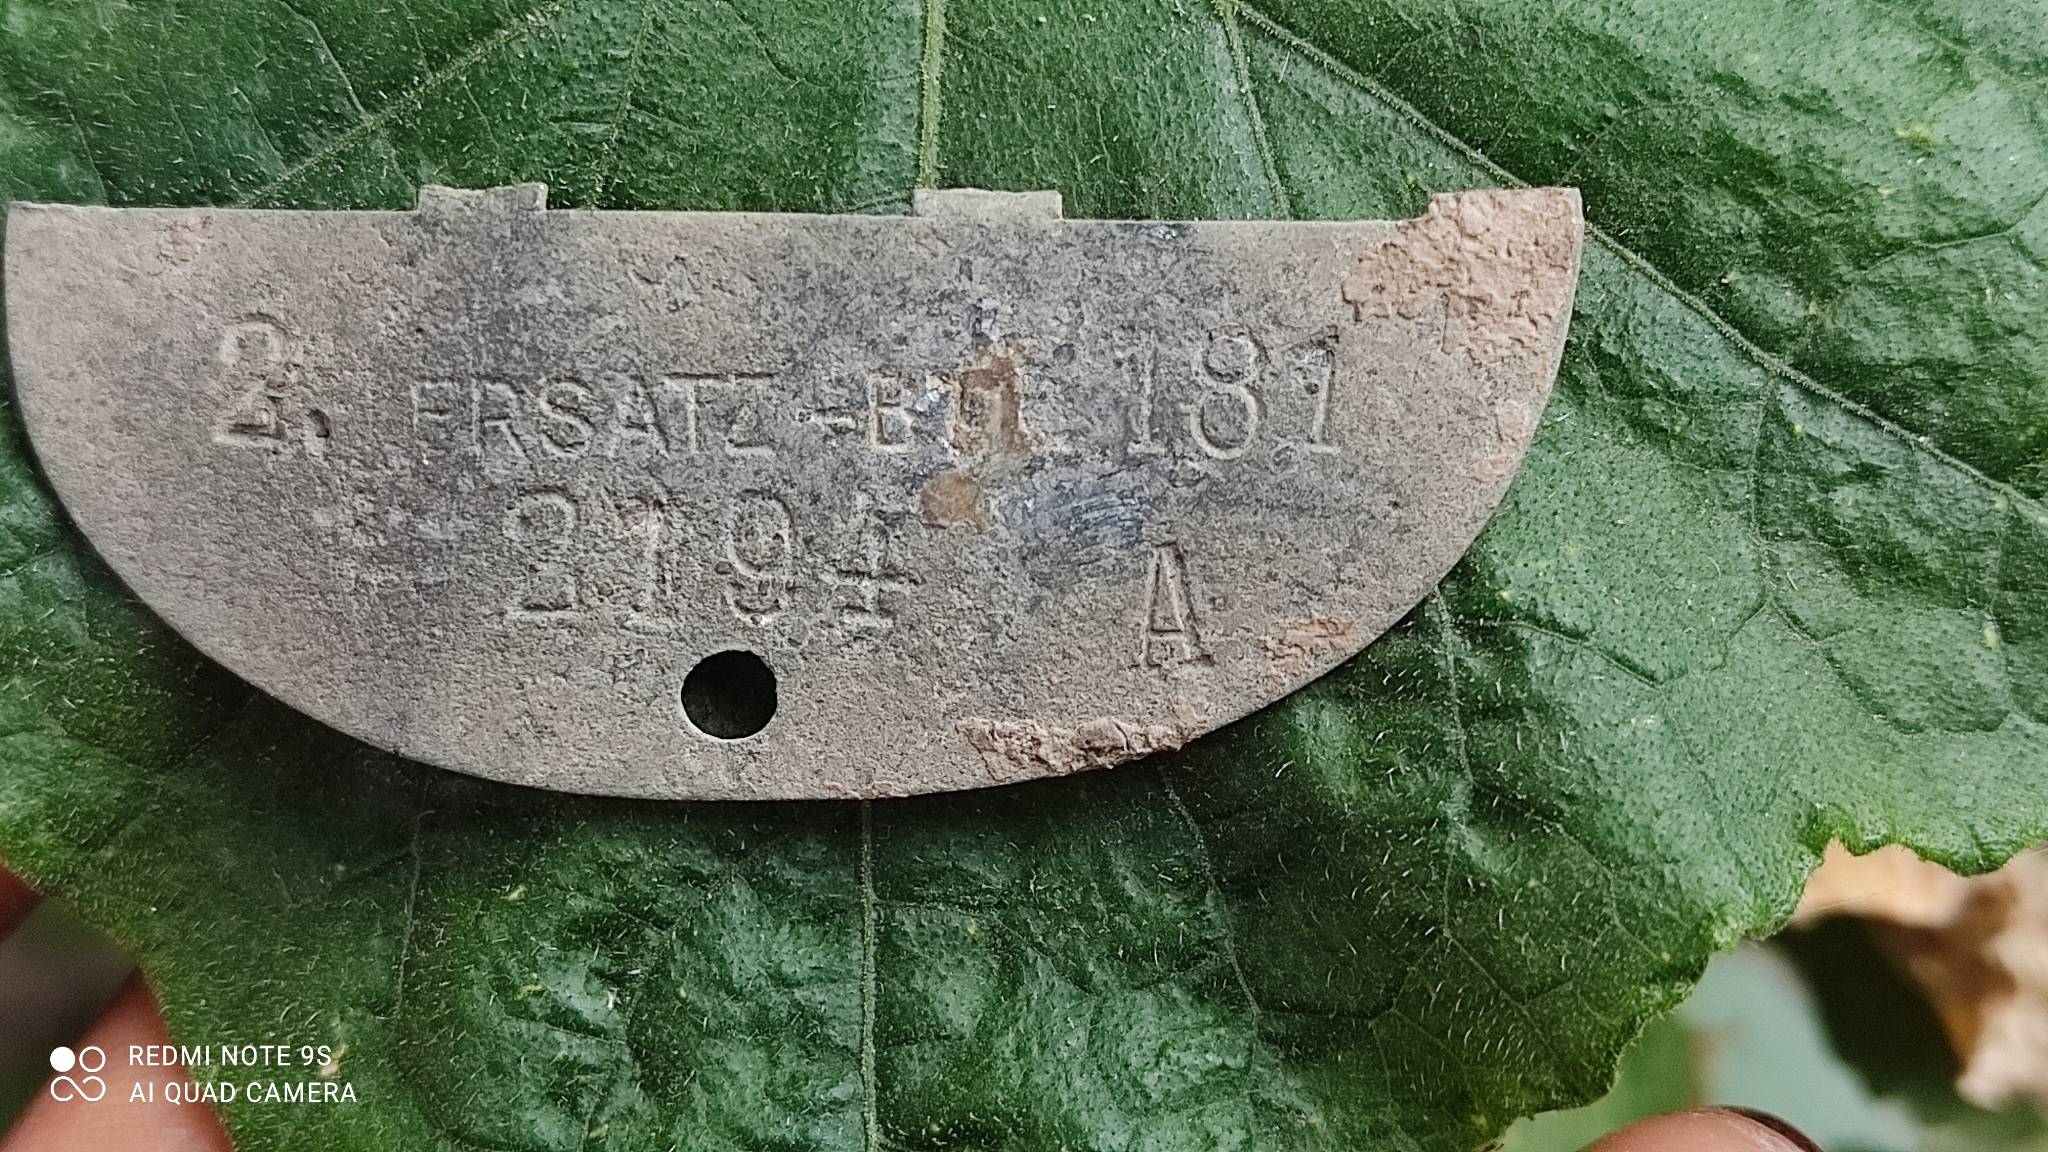 2. ERSATZ-BTL 181
2194
A
REDMI NOTE 9S
AI QUAD CAMERA